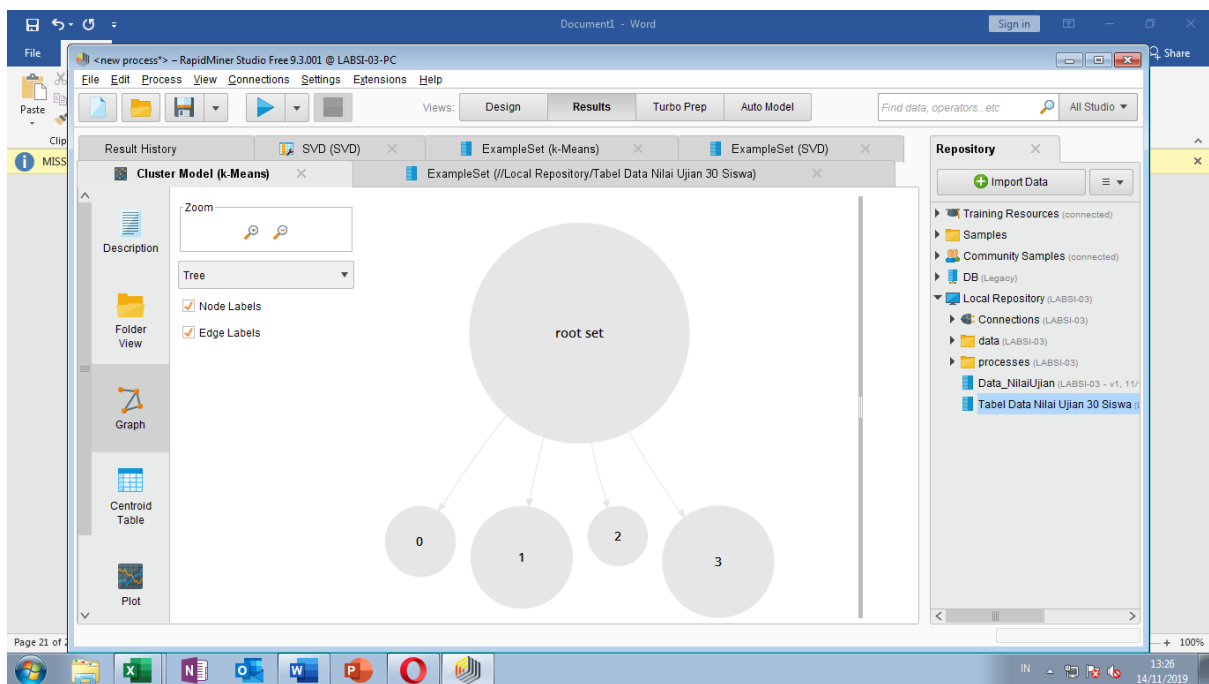 Document1 - Word
Sign in
File
Share
<new process*> – RapidMiner Studio Free 9.3.001 @ LABSI-03-PC
File Edit Process View Connections Settings Extensions Help
Paste
Views:
Design
Results
Turbo Prep
Auto Model
Find data, operators...etc
All Studio
Clip
MISS
Result History
SVD (SVD)
ExampleSet (k-Means)
ExampleSet (SVD)
Cluster Model (k-Means)
ExampleSet (//Local Repository/Tabel Data Nilai Ujian 30 Siswa)
Description
Folder
View
Graph
Centroid
Table
Plot
Zoom
Tree
Node Labels
Edge Labels
root set
0
1
2
3
Repository
Import Data
Training Resources (connected)
Samples
Community Samples (connected)
DB (Legacy)
Local Repository (LABSI-03)
Connections (LABSI-03)
data (LABSI-03)
processes (LABSI-03)
Data_NilaiUjian (LABSI-03 - v1, 11/
Tabel Data Nilai Ujian 30 Siswa (
Page 21 of 2
100%
IN
13:26
14/11/2019